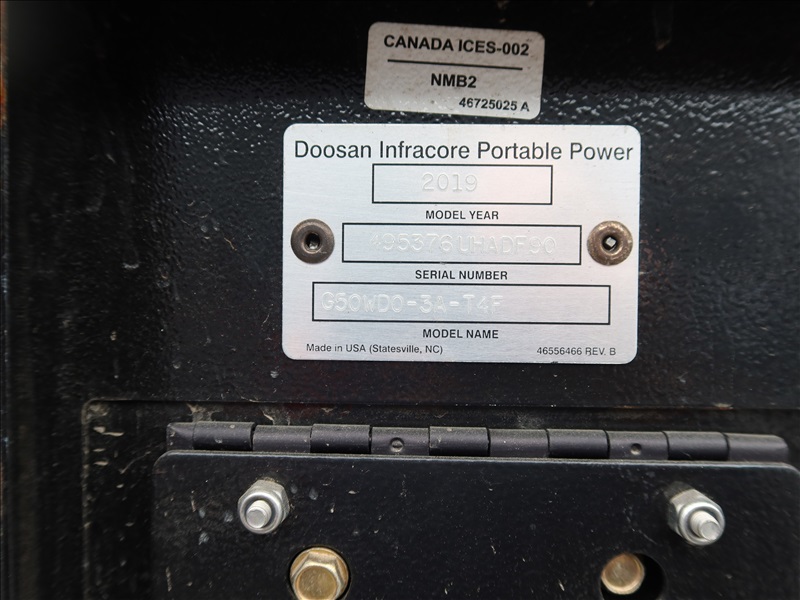 CANADA ICES-002
NMB2
46725025 A
Doosan Infracore Portable Power
2019
MODEL YEAR
SERIAL NUMBER
G50WDO-3A-T4F
MODEL NAME
Made in USA (Statesville, NC)
46556466 REV. B